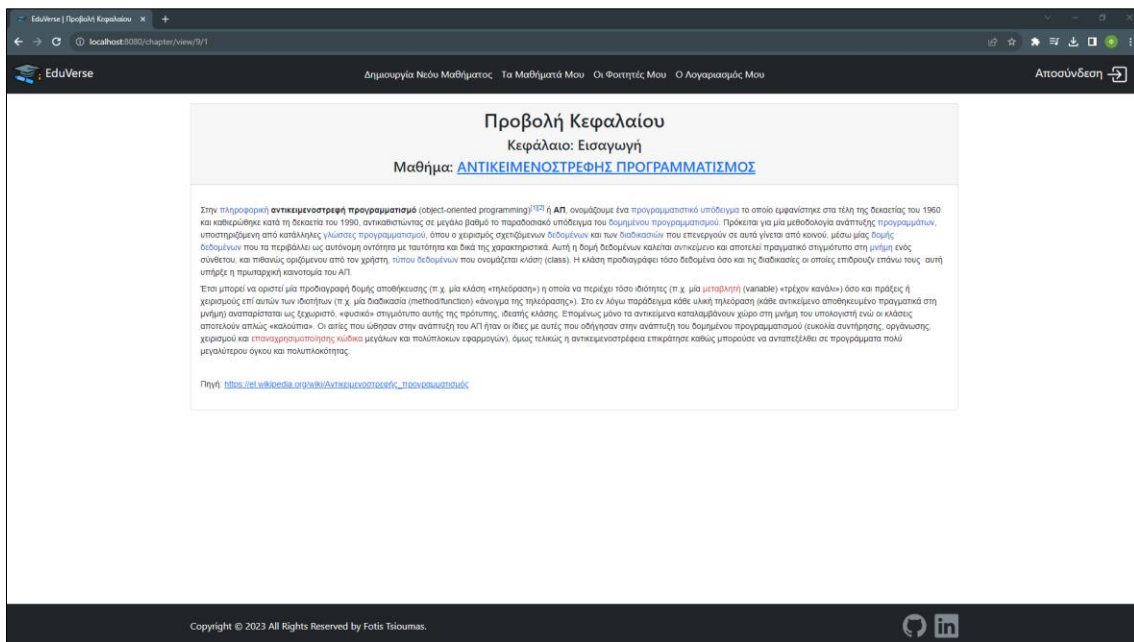 EduVerse | Προβολή Κεφαλαίου
localhost:8080/chapter/view/9/1
EduVerse
Δημιουργία Νεόυ Μαθήματος Τα Μαθήματά Μου Οι Φοιτητές Μου Ο Λογαριασμός Μου
Αποσύνδεση
Προβολή Κεφαλαίου
Κεφάλαιο: Εισαγωγή
Μαθήμα: ΑΝΤΙΚΕΙΜΕΝΟΣΤΡΕΦΗΣ ΠΡΟΓΡΑΜΜΑΤΙΣΜΟΣ
Στην πληροφορική αντικειμενοστρεφή προγραμματισμό (object-oriented programming)[1][2] ή ΑΠ, ονομάζουμε ένα προγραμματιστικό υπόδειγμα το οποίο εμφανίστηκε στα τέλη της δεκαετίας του 1960
και καθιερώθηκε κατά τη δεκαετία του 1990, αντικαθιστώντας σε μεγάλο βαθμό το παραδοσιακό υπόδειγμα του δομημένου προγραμματισμού. Πρόκειται για μία μεθοδολογία ανάπτυξης προγραμμάτων,
υποστηριζόμενη από κατάλληλες γλώσσες προγραμματισμού, όπου ο χειρισμός σχετιζόμενων δεδομένων και των διαδικασιών που επενεργούν σε αυτά γίνεται από κοινού, μέσω μίας δομής
δεδομένων που τα περιβάλλει ως αυτόνομη οντότητα με ταυτότητα και δικά της χαρακτηριστικά. Αυτή η δομή δεδομένων καλείται αντικείμενο και αποτελεί πραγματικό στιγμιότυπο στη μνήμη ενός
σύνθετου, και πιθανώς οριζόμενου από τον χρήστη, τύπου δεδομένων που ονομάζεται κλάση (class). Η κλάση προδιαγράφει τόσο δεδομένα όσο και τις διαδικασίες οι οποίες επιδρουζν επάνω τους· αυτή
υπήρξε η πρωταρχική καινοτομία του ΑΠ.
Έτσι μπορεί να οριστεί μία προδιαγραφή δομής αποθήκευσης (π.χ. μία κλάση «τηλεόραση») η οποία να περιέχει τόσο ιδιότητες (π.χ. μία μεταβλητή (variable) «τρέχον κανάλι») όσο και πράξεις ή
χειρισμούς επί αυτών των ιδιοτήτων (π.χ. μία διαδικασία (method/function) «άνοιγμα της τηλεόρασης»). Στο εν λόγω παράδειγμα κάθε υλική τηλεόραση (κάθε αντικείμενο αποθηκευμένο πραγματικά στη
μνήμη) αναπαρίσταται ως ξεχωριστό, «φυσικό» στιγμιότυπο αυτής της πρότυπης, ιδεατής κλάσης. Επομένως μόνο τα αντικείμενα καταλαμβάνουν χώρο στη μνήμη του υπολογιστή ενώ οι κλάσεις
αποτελούν απλώς «καλούπια». Οι αιτίες που ώθησαν στην ανάπτυξη του ΑΠ ήταν οι ίδιες με αυτές που οδήγησαν στην ανάπτυξη του δομημένου προγραμματισμού (ευκολία συντήρησης, οργάνωσης,
χειρισμού και επαναχρησιμοποίησης κώδικα μεγάλων και πολύπλοκων εφαρμογών), όμως τελικώς η αντικειμενοστρέφεια επικράτησε καθώς μπορούσε να ανταπεξέλθει σε προγράμματα πολύ
μεγαλύτερου όγκου και πολυπλοκότητας.
Πηγή: https://el.wikipedia.org/wiki/Αντικειμενοστρεφής_προγραμματισμός
Copyright © 2023 All Rights Reserved by Fotis Tsioumas.
in